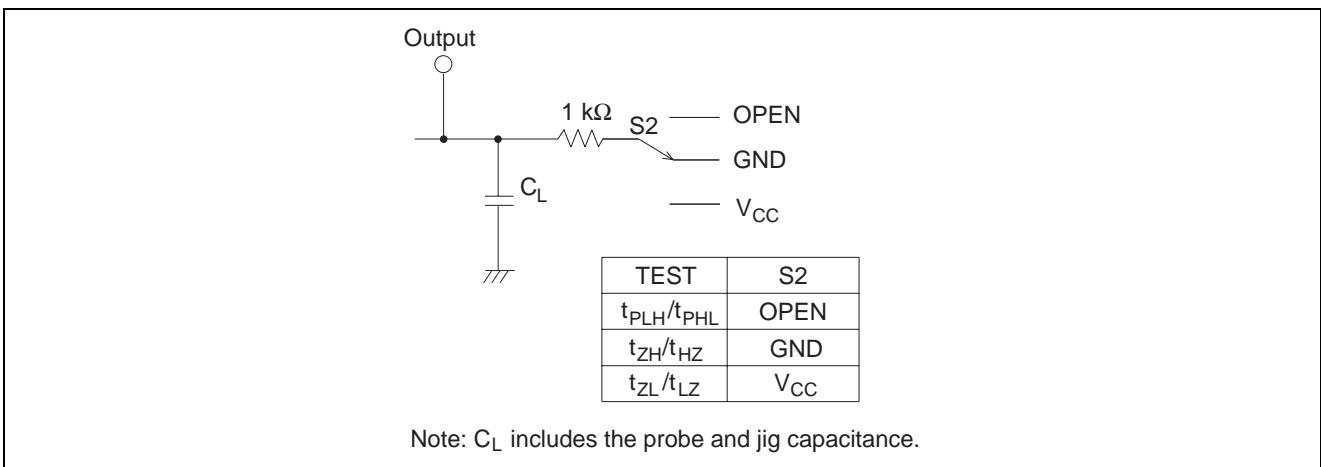 Output
1 kΩ
S2
OPEN
GND
V_CC
C_L
TEST S2
t_PLH/t_PHL OPEN
t_ZH/t_HZ GND
t_ZL/t_LZ V_CC
Note: C_L includes the probe and jig capacitance.